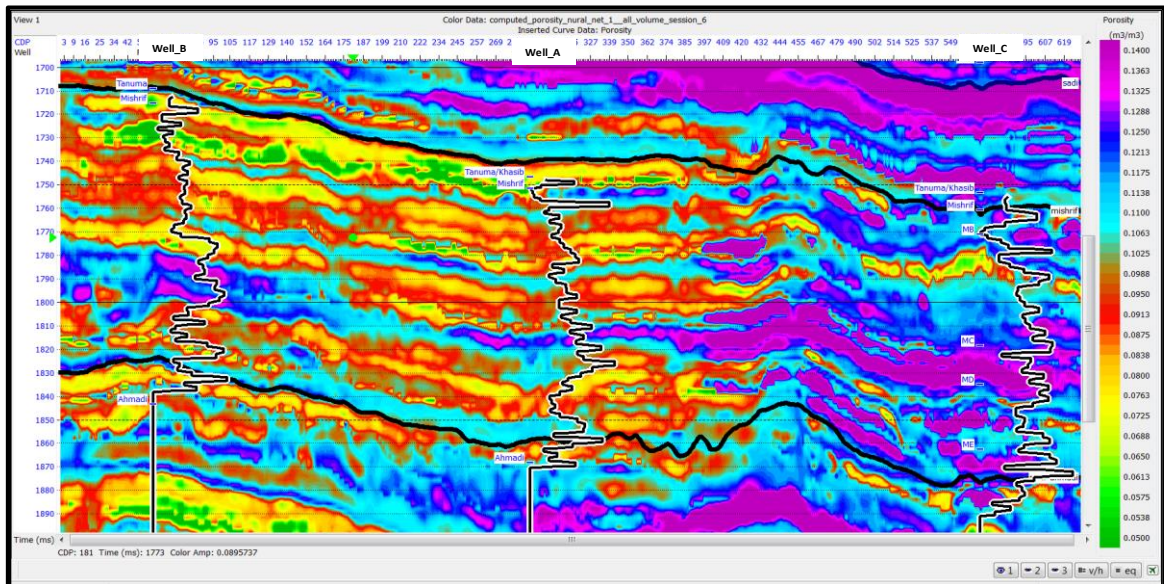 View 1
Color Data: computed_porosity_nural_net_1__all_volume_session_6
Inserted Curve Data: Porosity
Porosity
(m3/m3)
CDP 3 9 16 25 34 42 95 105 117 129 141 153 164 175 187 199 210 222 234 245 257 269 327 339 350 362 374 385 397 409 420 432 444 455 467 478 490 502 514 525 537 549 95 607 619
Well
Well_B
Well_A
Well_C
1700
1710
1720
1730
1740
1750
1760
1770
1780
1790
1800
1810
1820
1830
1840
1850
1860
1870
1880
1890
Tanuma
Mishrif
Ahmadi
Tanuma/Khasib
Mishrif
Ahmadi
sadi
Tanuma/Khasib
Mishrif
mishrif
MB
MC
MD
ME
0.1400
0.1363
0.1325
0.1288
0.1250
0.1213
0.1175
0.1138
0.1100
0.1063
0.1025
0.0988
0.0950
0.0913
0.0875
0.0838
0.0800
0.0763
0.0725
0.0688
0.0650
0.0613
0.0575
0.0538
0.0500
Time (ms)
CDP: 181 Time (ms): 1773 Color Amp: 0.0895737
1 2 3 v/h eq